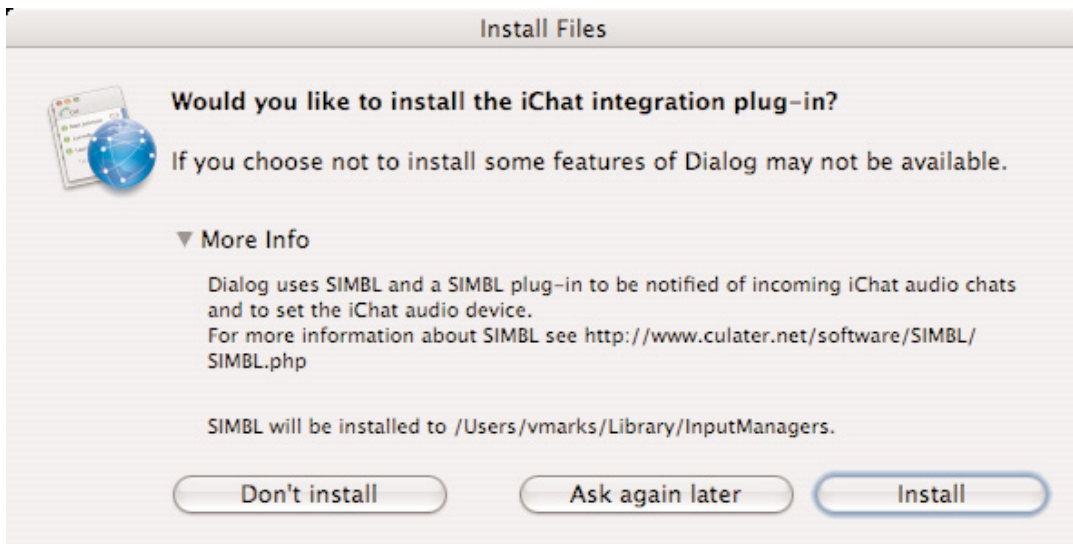 Install Files
Would you like to install the iChat integration plug-in?
If you choose not to install some features of Dialog may not be available.
▼ More Info
Dialog uses SIMBL and a SIMBL plug-in to be notified of incoming iChat audio chats
and to set the iChat audio device.
For more information about SIMBL see http://www.culater.net/software/SIMBL/
SIMBL.php
SIMBL will be installed to /Users/vmarks/Library/InputManagers.
Don't install
Ask again later
Install